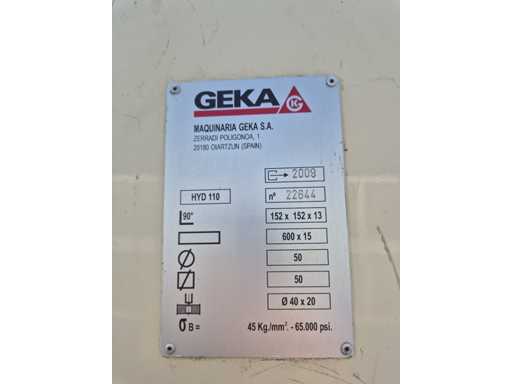 GEKA
MAQUINARIA GEKA S.A.
ZERRADI POLIGONOA, 1
20180 OIARTZUN (SPAIN)
2009
HYD 110
nº 22644
90° 152 x 152 x 13
600 x 15
50
50
Ø 40 x 20
σ B = 45 Kg./mm². - 65.000 psi.